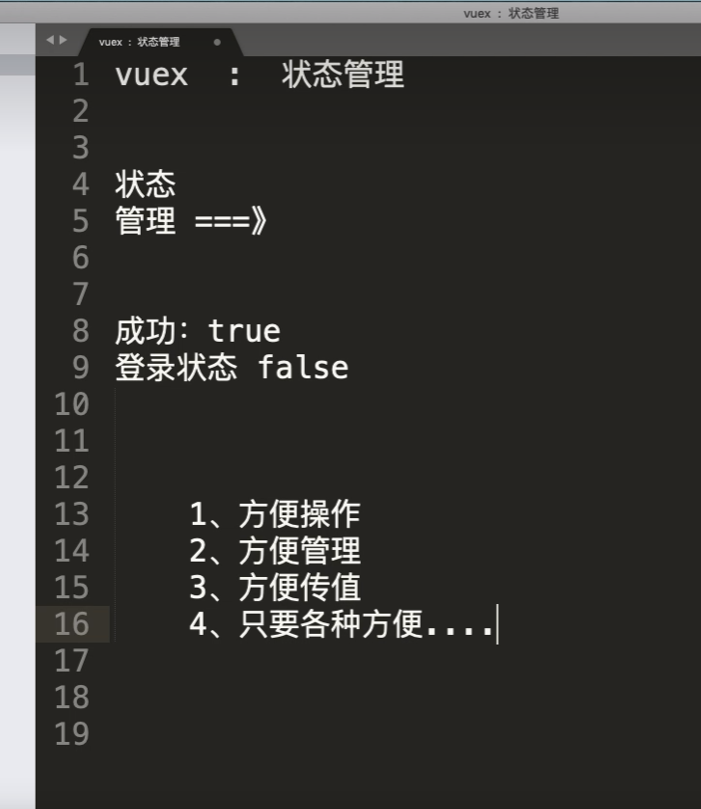 vuex : 状态管理
vuex : 状态管理
1 vuex : 状态管理
2
3
4 状态
5 管理 ===》
6
7
8 成功：true
9 登录状态 false
10
11
12
13 1、方便操作
14 2、方便管理
15 3、方便传值
16 4、只要各种方便....
17
18
19